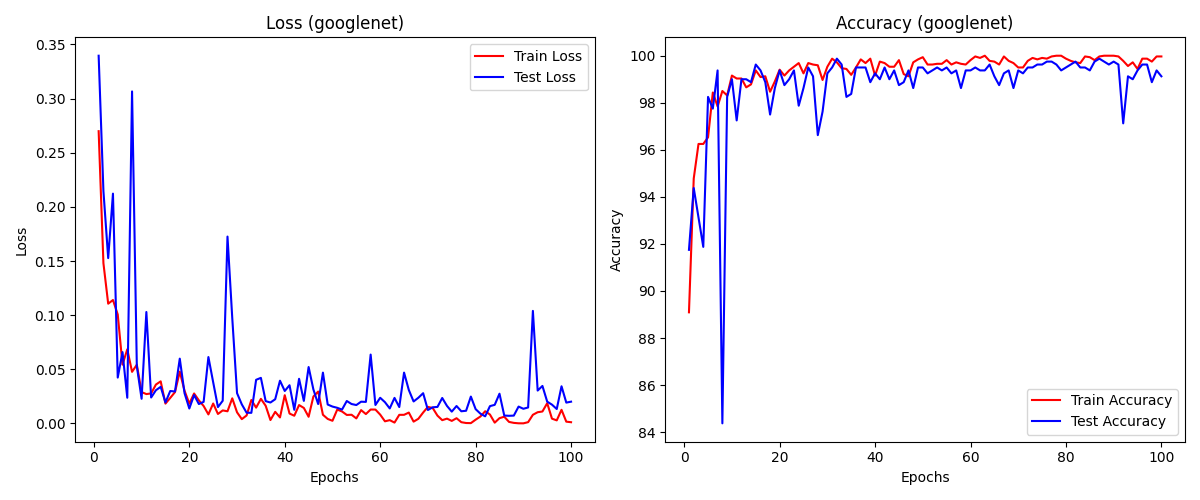 Loss (googlenet)
0.35
0.30
0.25
0.20
0.15
0.10
0.05
0.00
Loss
0 20 40 60 80 100
Epochs
Train Loss
Test Loss
Accuracy (googlenet)
100
98
96
94
92
90
88
86
84
Accuracy
0 20 40 60 80 100
Epochs
Train Accuracy
Test Accuracy